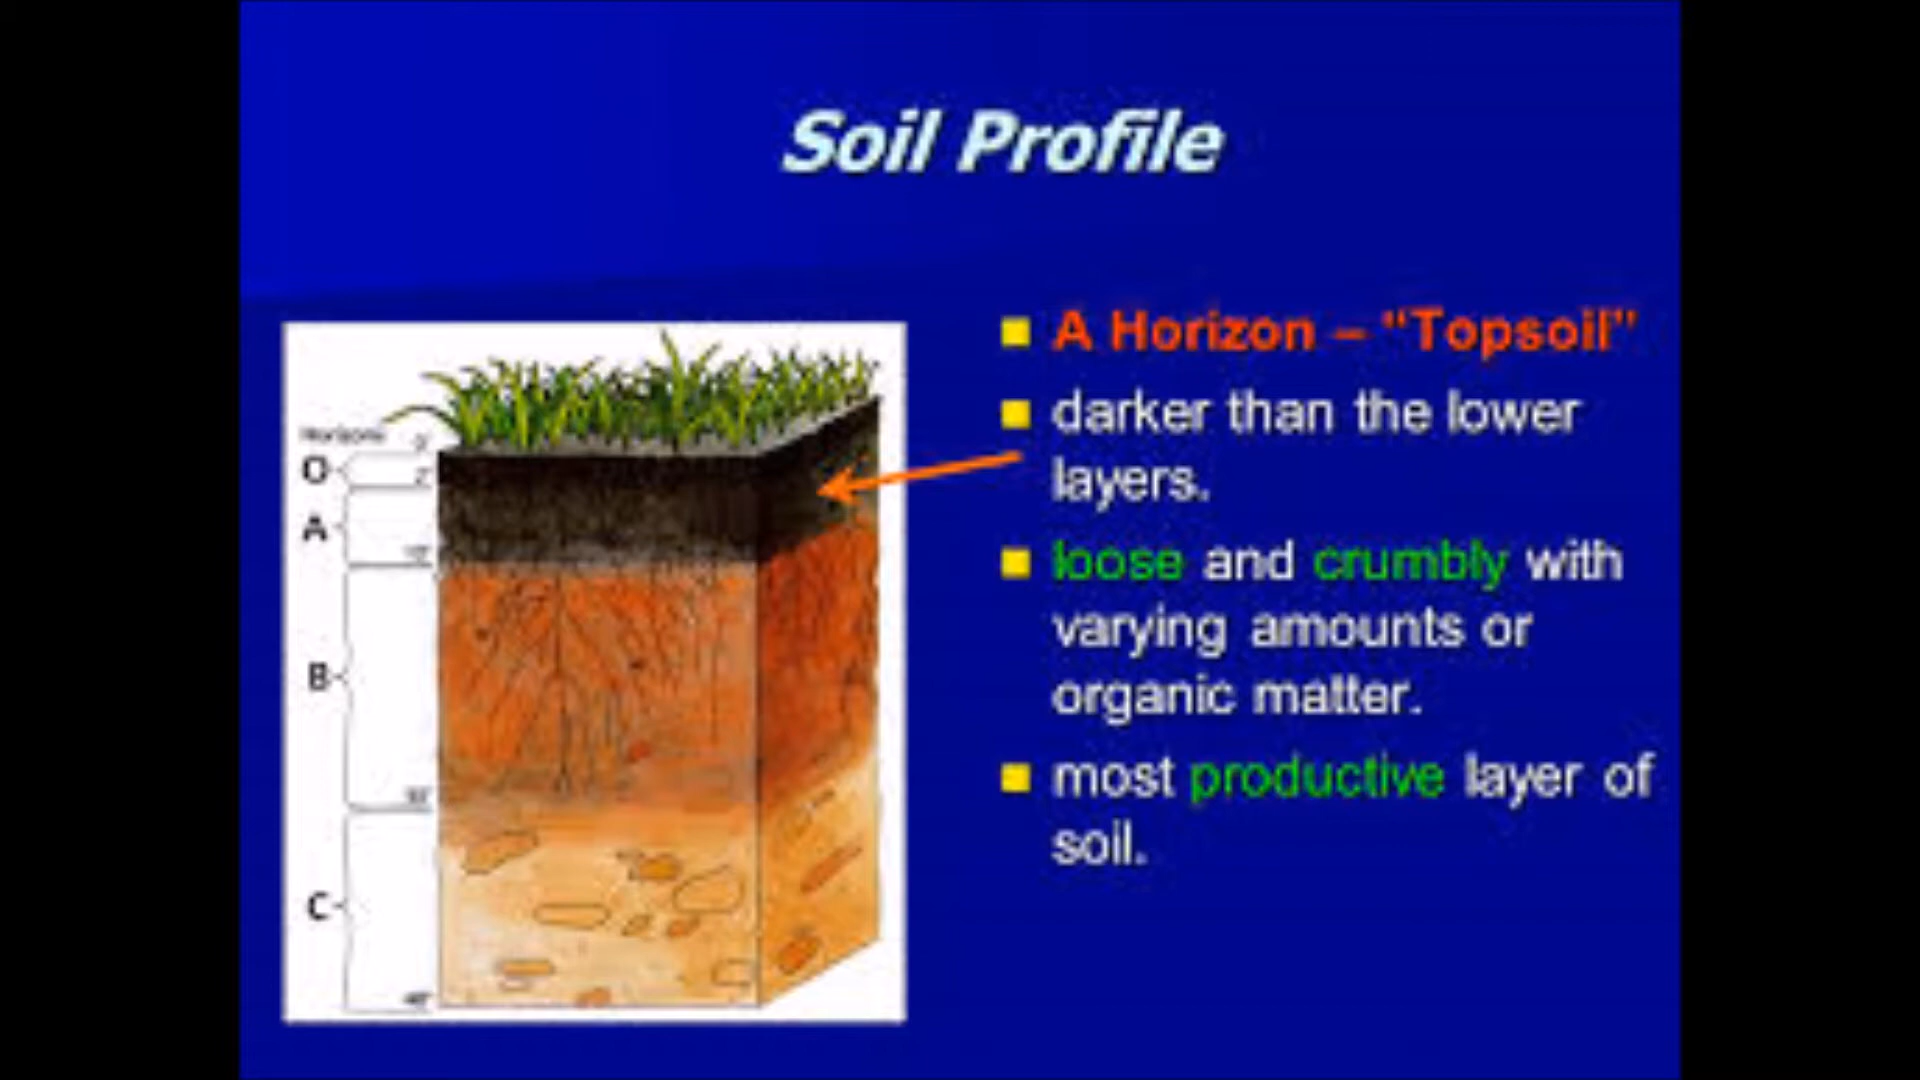 Soil Profile
A Horizon – "Topsoil"
darker than the lower
layers.
loose and crumbly with
varying amounts or
organic matter.
most productive layer of
soil.
Horizons
O
A
B
C